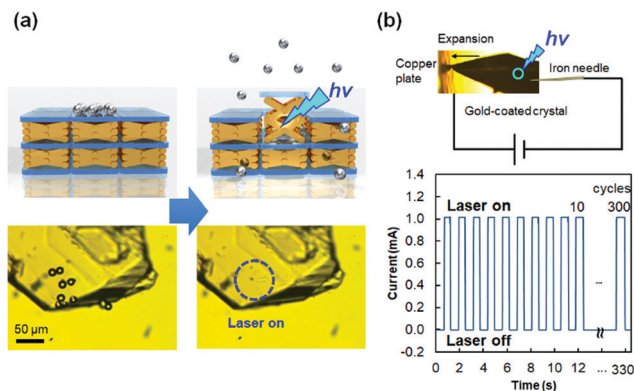 (a)
hν
50 μm
Laser on
(b)
hν
Expansion
Copper
plate
Iron needle
Gold-coated crystal
cycles
Laser on
10
300
1.4
1.2
1.0
0.8
0.6
0.4
0.2
0.0
-0.2
Current(mA)
...
Laser off
0 2 4 6 8 10 12 ... 330
Time (s)